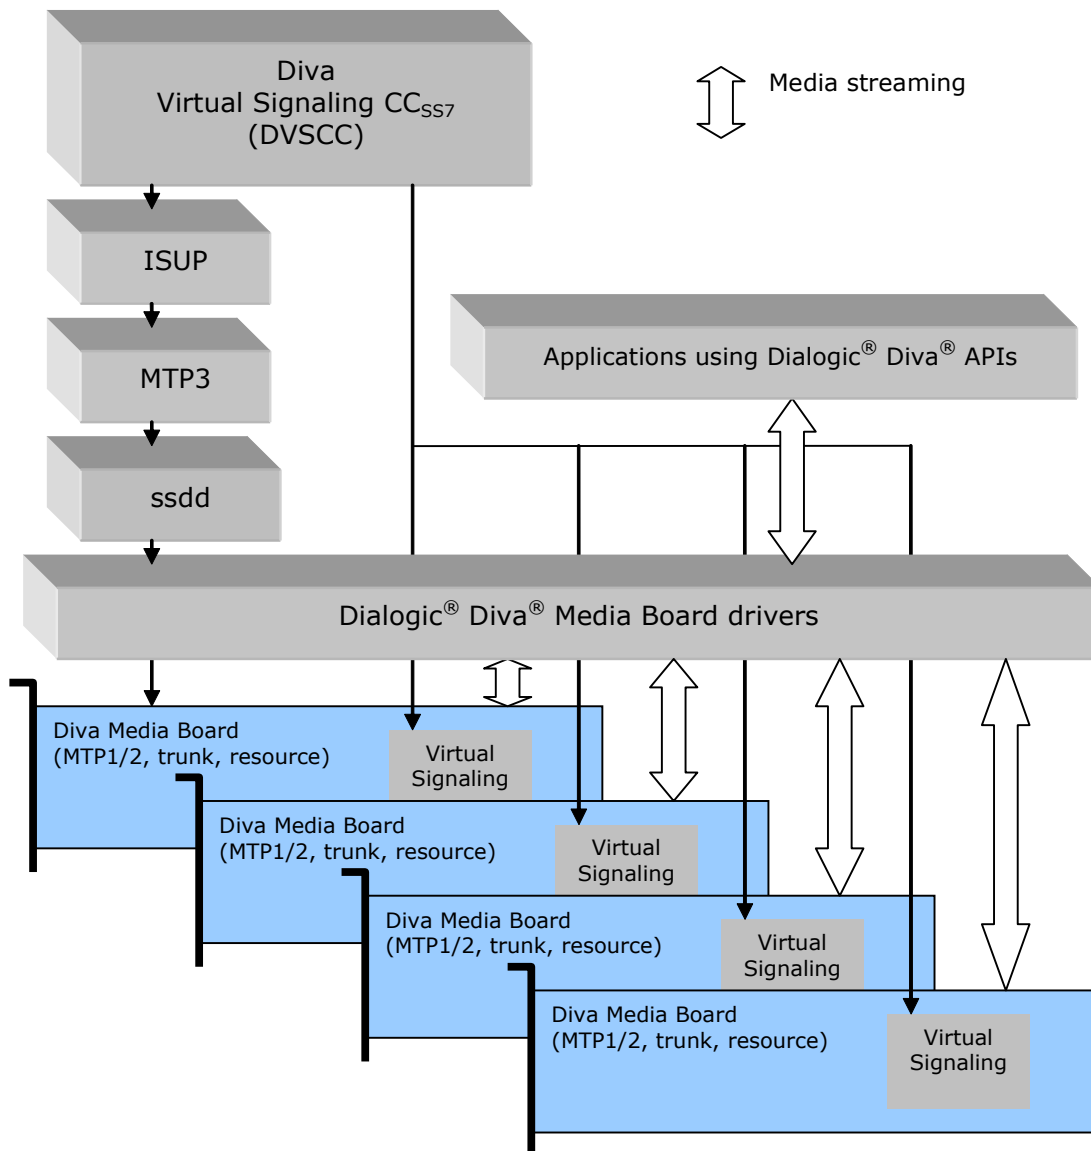 Diva
Virtual Signaling CC_SS7
(DVSCC)
Media streaming
ISUP
MTP3
Applications using Dialogic® Diva® APIs
ssdd
Dialogic® Diva® Media Board drivers
Diva Media Board
(MTP1/2, trunk, resource)
Virtual
Signaling
Diva Media Board
(MTP1/2, trunk, resource)
Virtual
Signaling
Diva Media Board
(MTP1/2, trunk, resource)
Virtual
Signaling
Diva Media Board
(MTP1/2, trunk, resource)
Virtual
Signaling